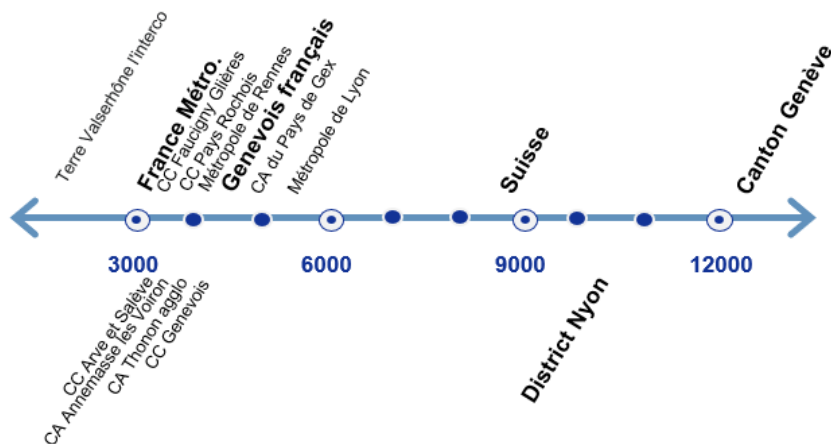 Terre Valserhône l'interco
France Métro.
CC Faucigny Glières
CC Pays Rochois
Métropole de Rennes
Genevois français
CA du Pays de Gex
Métropole de Lyon
Suisse
Canton Genève
3000
6000
9000
12000
CC Arve et Salève
CA Annemasse les Voiron
CA Thonon agglo
CC Genevois
District Nyon